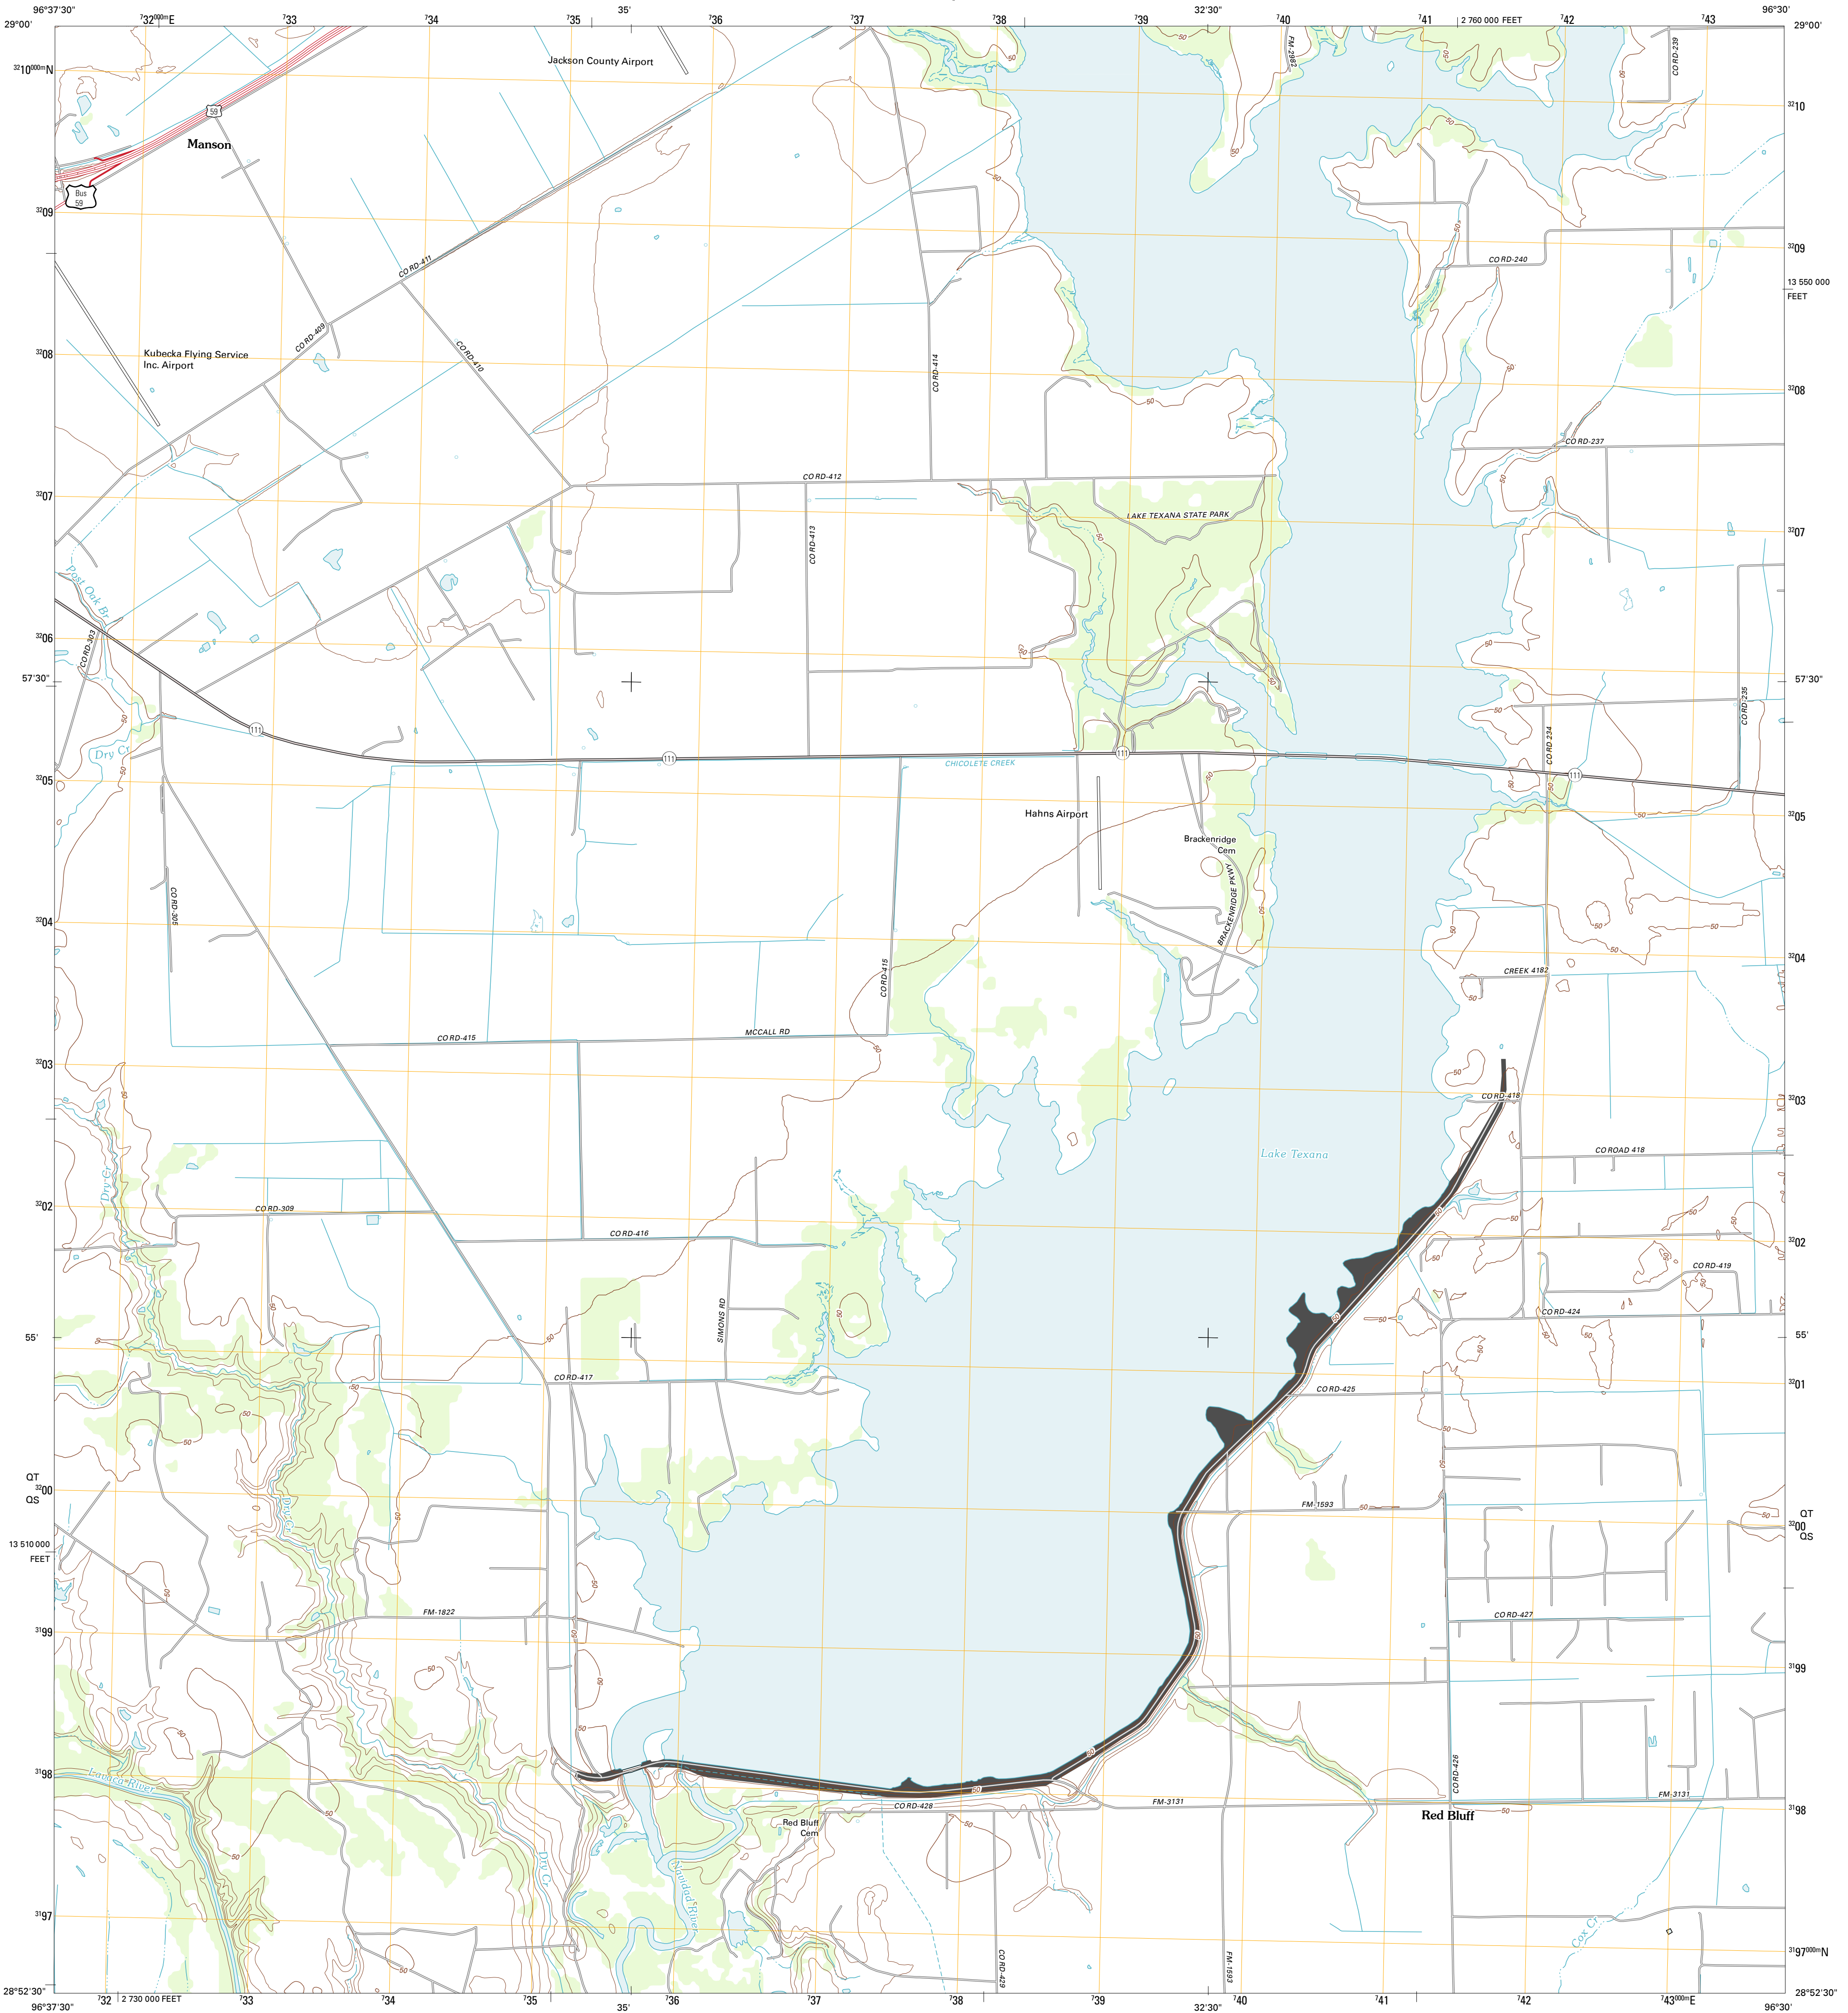 96°37'30"
⁷32⁰⁰⁰ᵐE
⁷33
⁷34
⁷35
35'
⁷36
⁷37
⁷38
⁷39
32'30"
⁷40
⁷41
2 760 000 FEET
⁷42
⁷43
96°30'
29°00'
29°00'
³²10⁰⁰⁰ᵐN
Jackson County Airport
FM-2982
CO RD-239
³²10
59
Manson
Bus
59
³²09
³²09
CO RD-240
CO RD-411
13 550 000
FEET
CO RD-409
³²08
Kubecka Flying Service
Inc. Airport
CO RD-410
CO RD-414
³²08
CO RD-237
CO RD-412
³²07
LAKE TEXANA STATE PARK
CO RD-413
³²07
Post Oak Br
³²06
CO RD-303
³²06
57'30"
57'30"
CO RD-235
CO RD-234
Dry Cr
111
111
111
111
CHICOLETE CREEK
³²05
Hahns Airport
³²05
Brackenridge
Cem
BRACKENRIDGE PKWY
CO RD-305
³²04
CO RD-415
CREEK 4182
³²04
CO RD-415
MCCALL RD
³²03
CO RD-418
³²03
Lake Texana
CO ROAD 418
Dry Cr
³²02
CO RD-309
CO RD-416
³²02
CO RD-419
SIMONS RD
CO RD-424
55'
55'
CO RD-417
CO RD-425
³²01
QT
QS
³²00
Dry Cr
FM-1593
QT
QS
³²00
13 510 000
FEET
FM-1822
CO RD-427
³¹99
³¹99
Lavaca River
³¹98
CO RD-426
CO RD-428
FM-3131
FM-3131
³¹98
Red Bluff
Cem
Red Bluff
Dry Cr
Navidad River
³¹97
Cox Cr
CO RD-429
FM-1593
³¹97⁰⁰⁰ᵐN
28°52'30"
28°52'30"
96°37'30"
⁷32
2 730 000 FEET
⁷33
⁷34
⁷35
35'
⁷36
⁷37
⁷38
⁷39
32'30"
⁷40
⁷41
⁷42
⁷43⁰⁰⁰ᵐE
96°30'